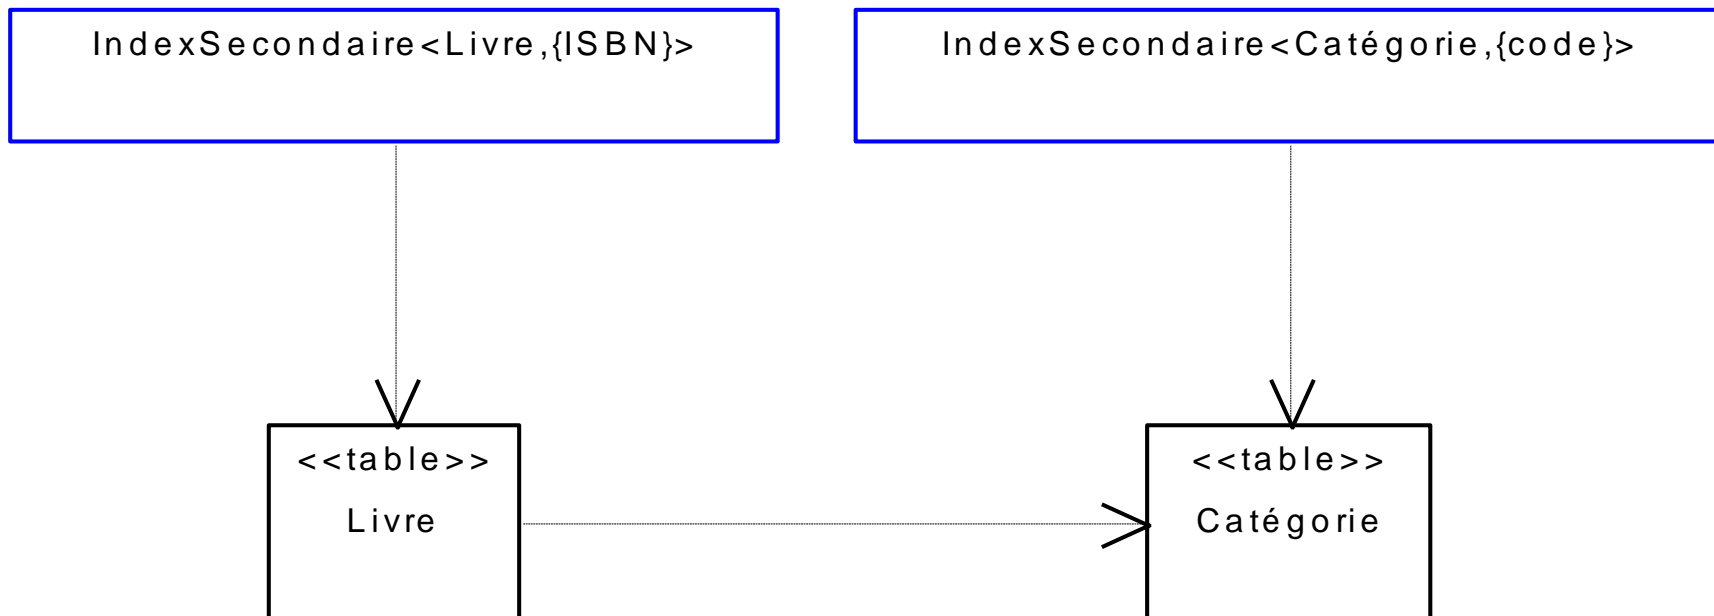 IndexSecondaire<Livre,{ISBN}>
IndexSecondaire<Catégorie,{code}>
<<table>>
Livre
<<table>>
Catégorie